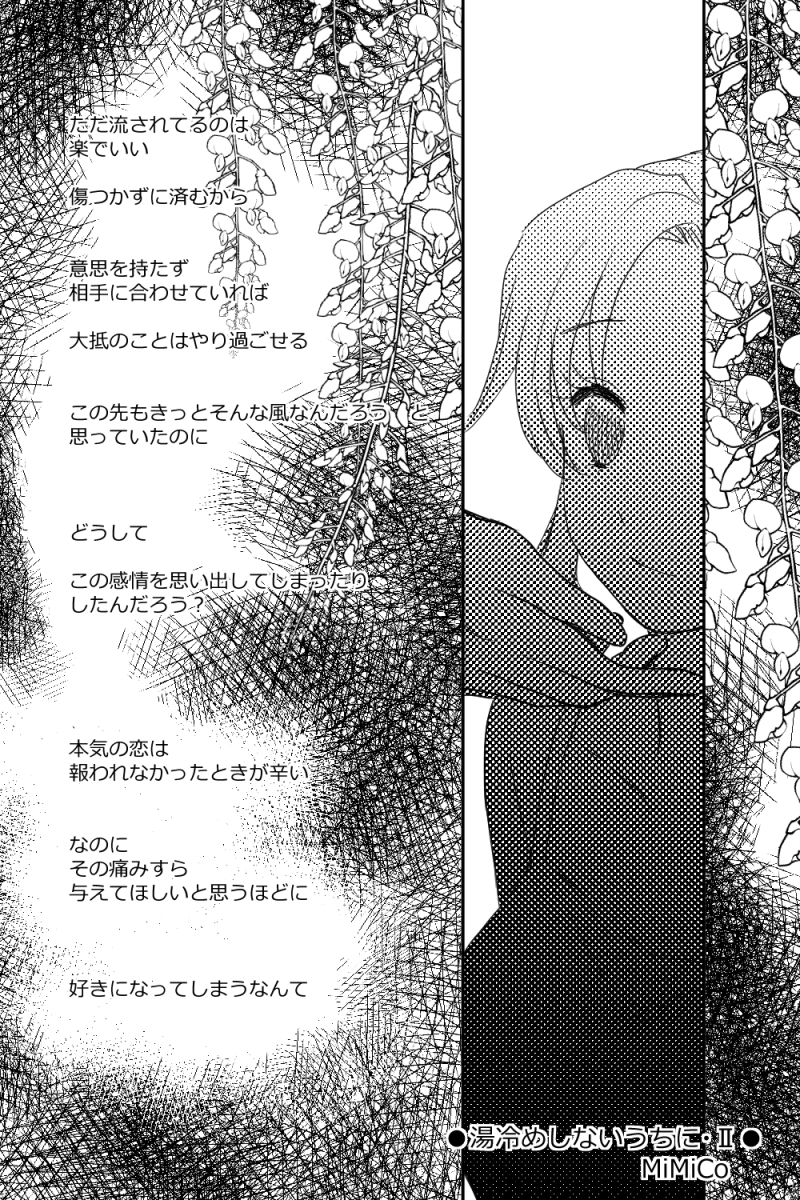 ただ流されてるのは
楽でいい
傷つかずに済むから
意思を持たず
相手に合わせていれば
大抵のことはやり過ごせる
この先もきっとそんな風なんだろう と
思っていたのに
どうして
この感情を思い出してしまったり
したんだろう?
本気の恋は
報われなかったときが辛い
なのに
その痛みすら
与えてほしいと思うほどに
好きになってしまうなんて
●湯冷めしないうちに・Ⅱ●
MiMiCo